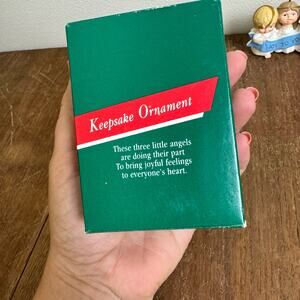 Keepsake Ornament
These three little angels
are doing their part
To bring joyful feelings
to everyone's heart.